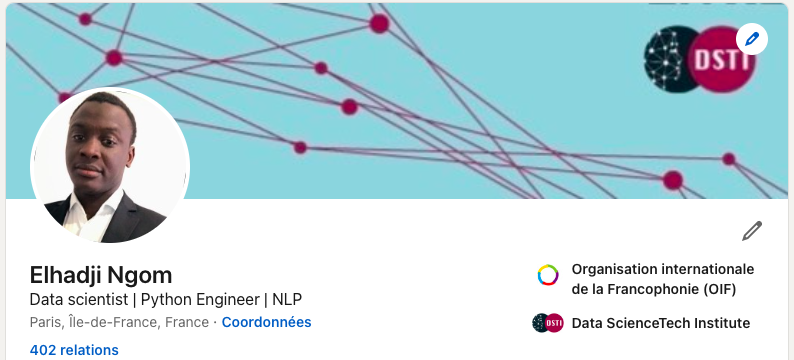 DSTI
Elhadji Ngom
Data scientist | Python Engineer | NLP
Paris, Île-de-France, France · Coordonnées
402 relations
Organisation internationale
de la Francophonie (OIF)
DSTI
Data ScienceTech Institute